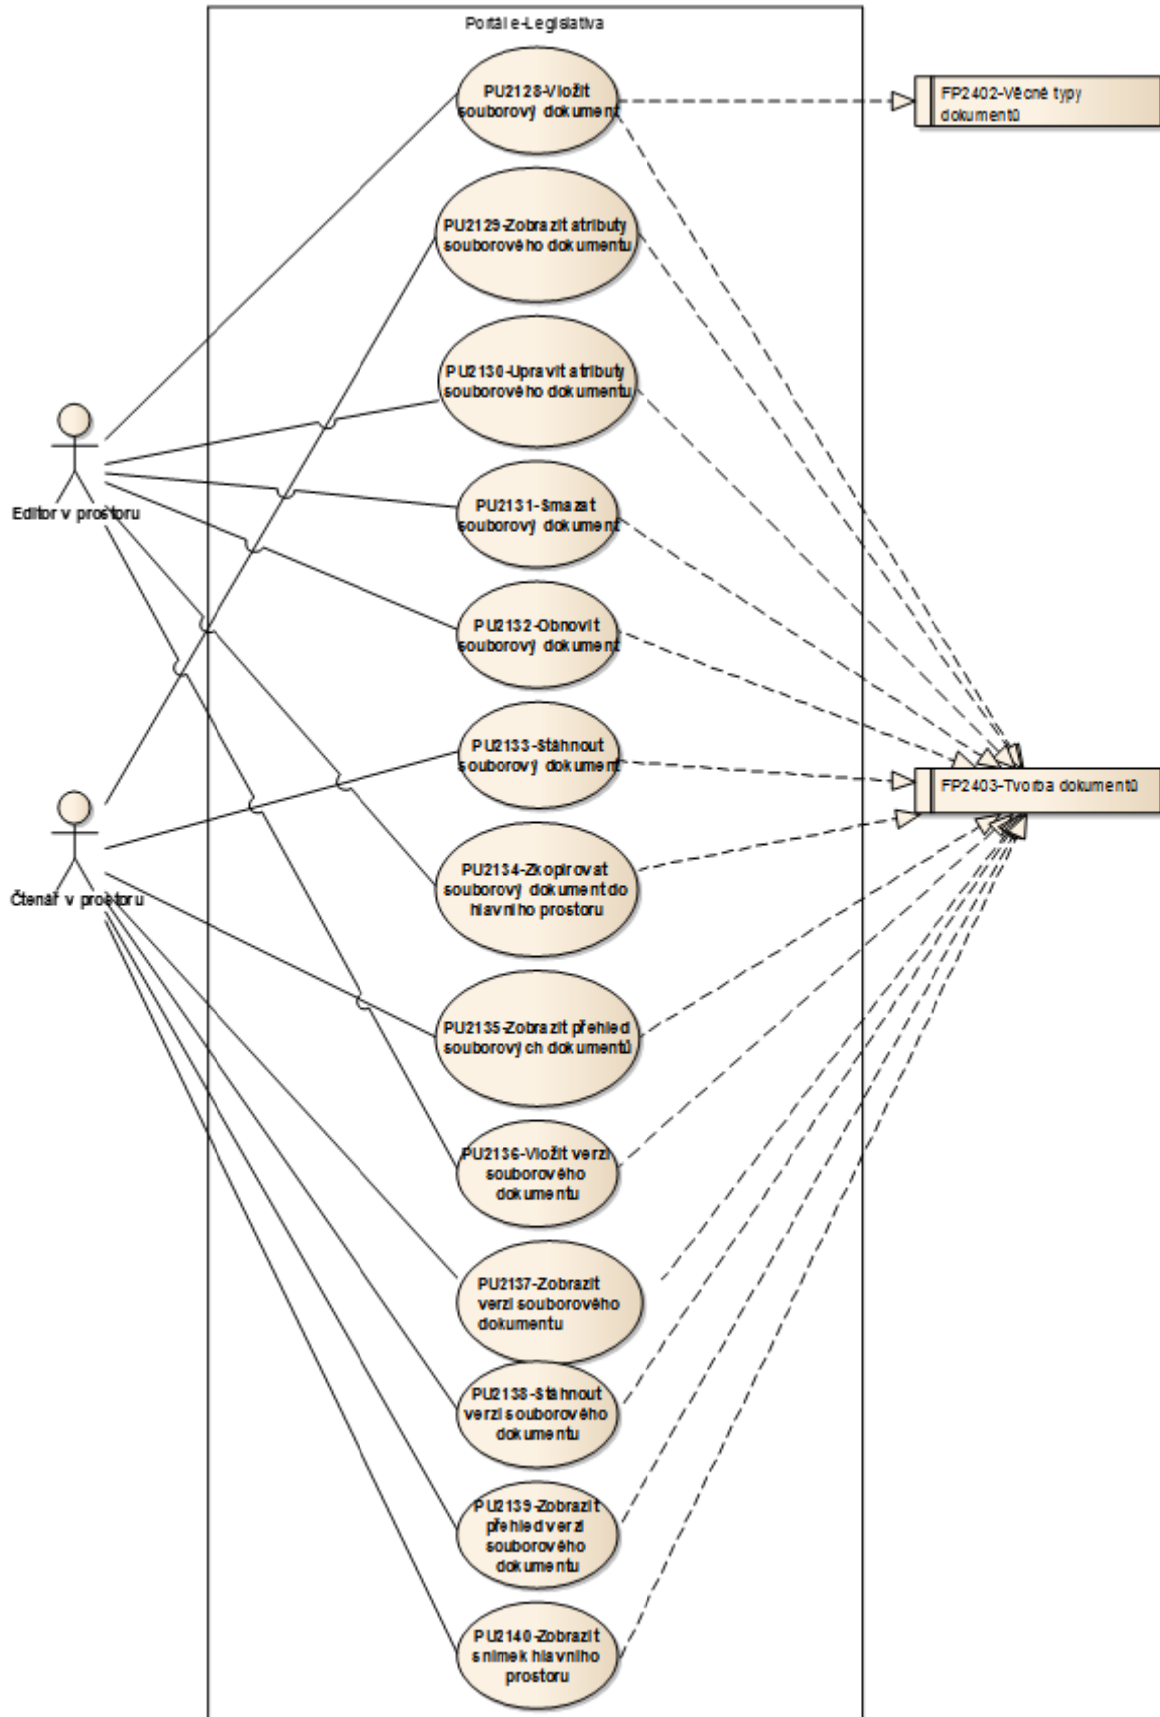 Portál e-Legislativa
PU2128-Vložit
souborový dokument
FP2402-Věcné typy
dokumentů
PU2129-Zobrazit atributy
souborového dokumentu
PU2130-Upravit atributy
souborového dokumentu
Editor v prostoru
PU2131-Smazat
souborový dokument
PU2132-Obnovit
souborový dokument
PU2133-Stáhnout
souborový dokument
FP2403-Tvorba dokumentů
Čtenář v prostoru
PU2134-Zkopírovat
souborový dokument do
hlavního prostoru
PU2135-Zobrazit přehled
souborových dokumentů
PU2136-Vložit verzi
souborového
dokumentu
PU2137-Zobrazit
verzi souborového
dokumentu
PU2138-Stáhnout
verzi souborového
dokumentu
PU2139-Zobrazit
přehled verzí
souborového
dokumentu
PU2140-Zobrazit
snímek hlavního
prostoru